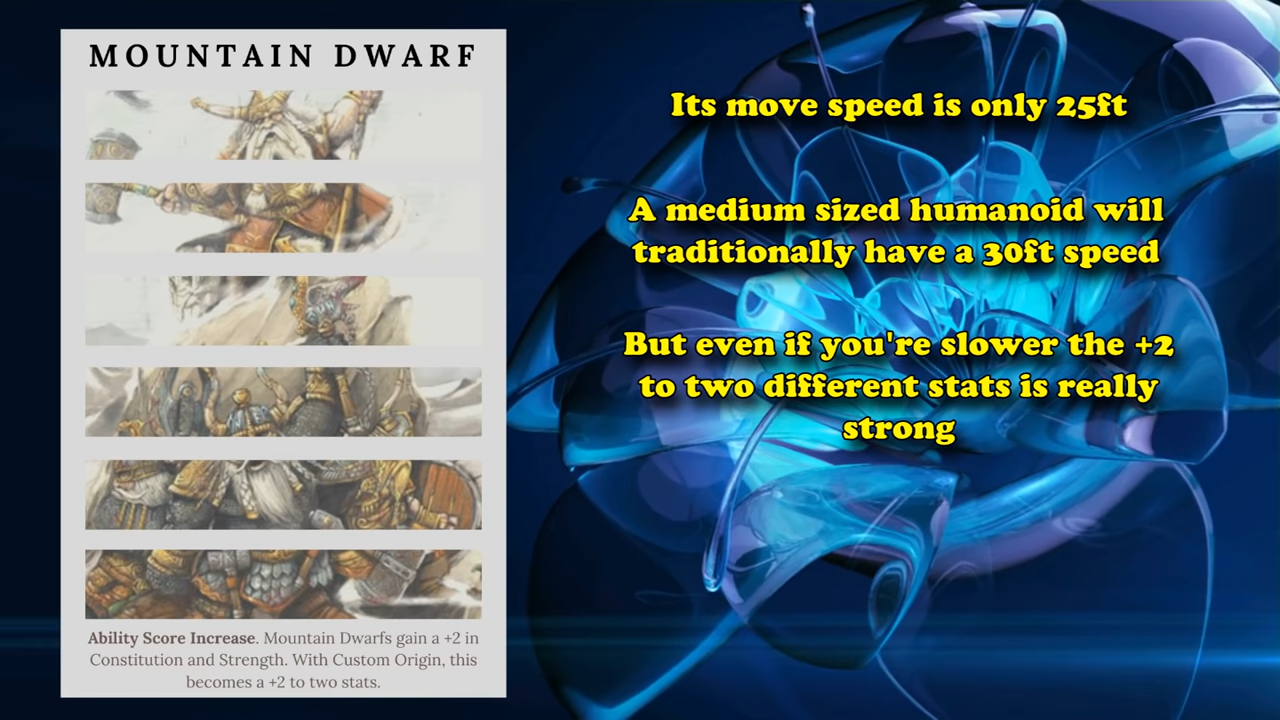 MOUNTAIN DWARF
Ability Score Increase. Mountain Dwarfs gain a +2 in
Constitution and Strength. With Custom Origin, this
becomes a +2 to two stats.
Its move speed is only 25ft
A medium sized humanoid will
traditionally have a 30ft speed
But even if you're slower the +2
to two different stats is really
strong